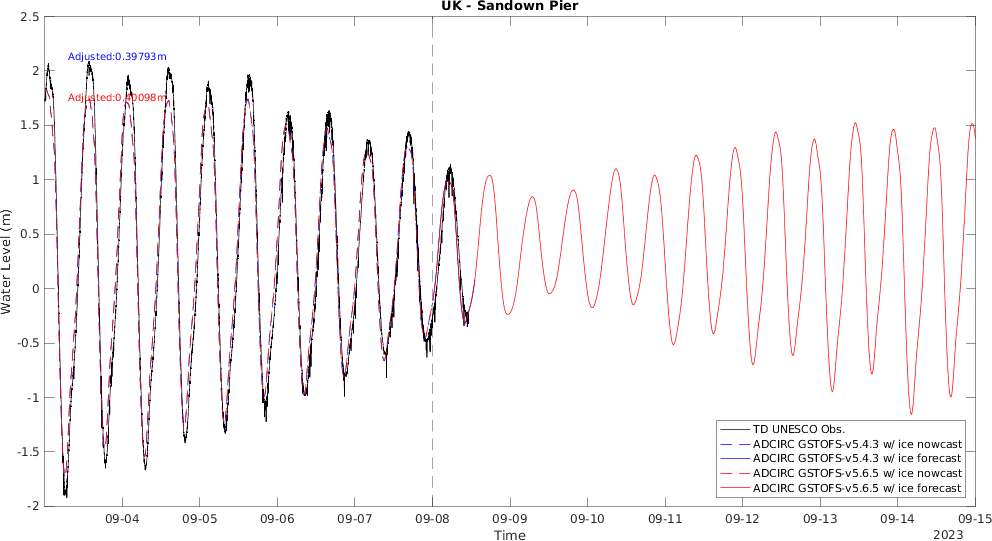 UK - Sandown Pier
Water Level (m)
2.5
2
1.5
1
0.5
0
-0.5
-1
-1.5
-2
Adjusted:0.39793m
Adjusted:0.40098m
TD UNESCO Obs.
ADCIRC GSTOFS-v5.4.3 w/ ice nowcast
ADCIRC GSTOFS-v5.4.3 w/ ice forecast
ADCIRC GSTOFS-v5.6.5 w/ ice nowcast
ADCIRC GSTOFS-v5.6.5 w/ ice forecast
09-04 09-05 09-06 09-07 09-08 09-09 09-10 09-11 09-12 09-13 09-14 09-15
Time
2023